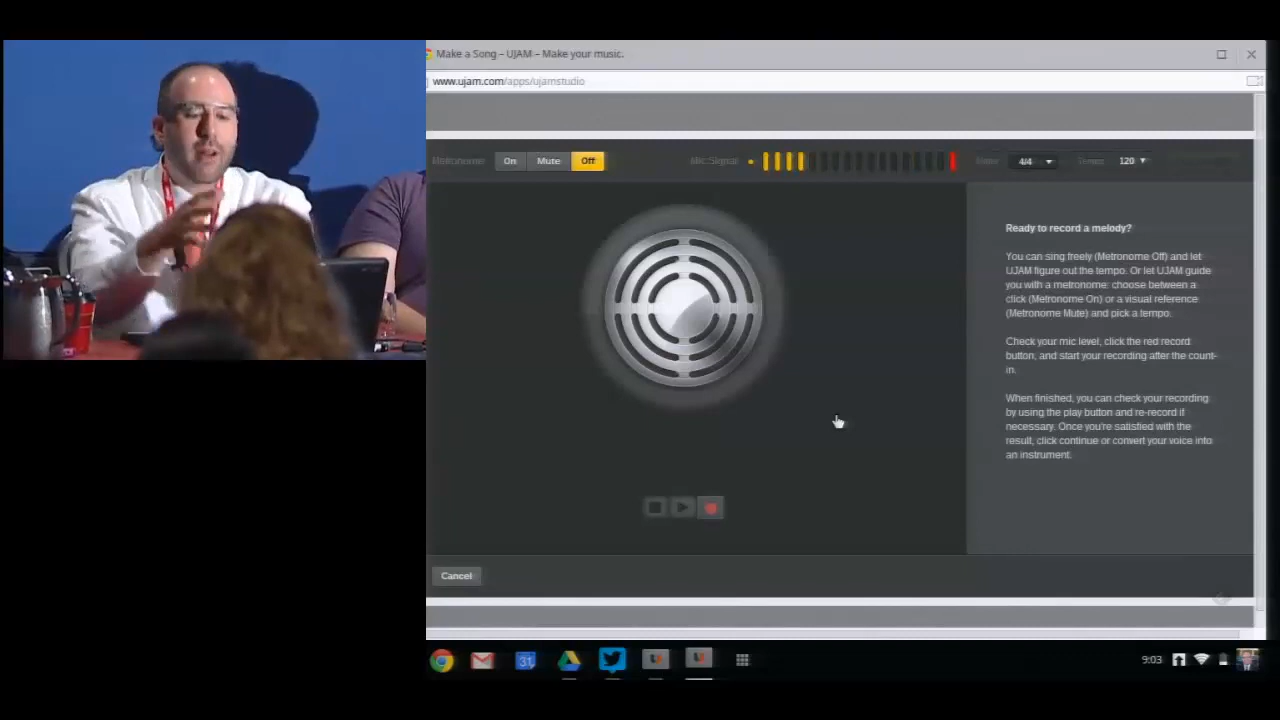 Make a Song – UJAM – Make your music.
www.ujam.com/apps/ujamstudio
Metronome On Mute Off Mic Signal 4/4 Tempo 120
Ready to record a melody?
You can sing freely (Metronome Off) and let
UJAM figure out the tempo. Or let UJAM guide
you with a metronome: choose between a
click (Metronome On) or a visual reference
(Metronome Mute) and pick a tempo.
Check your mic level, click the red record
button, and start your recording after the count-
in.
When finished, you can check your recording
by using the play button and re-record if
necessary. Once you're satisfied with the
result, click continue or convert your voice into
an instrument.
Cancel
31
9:03